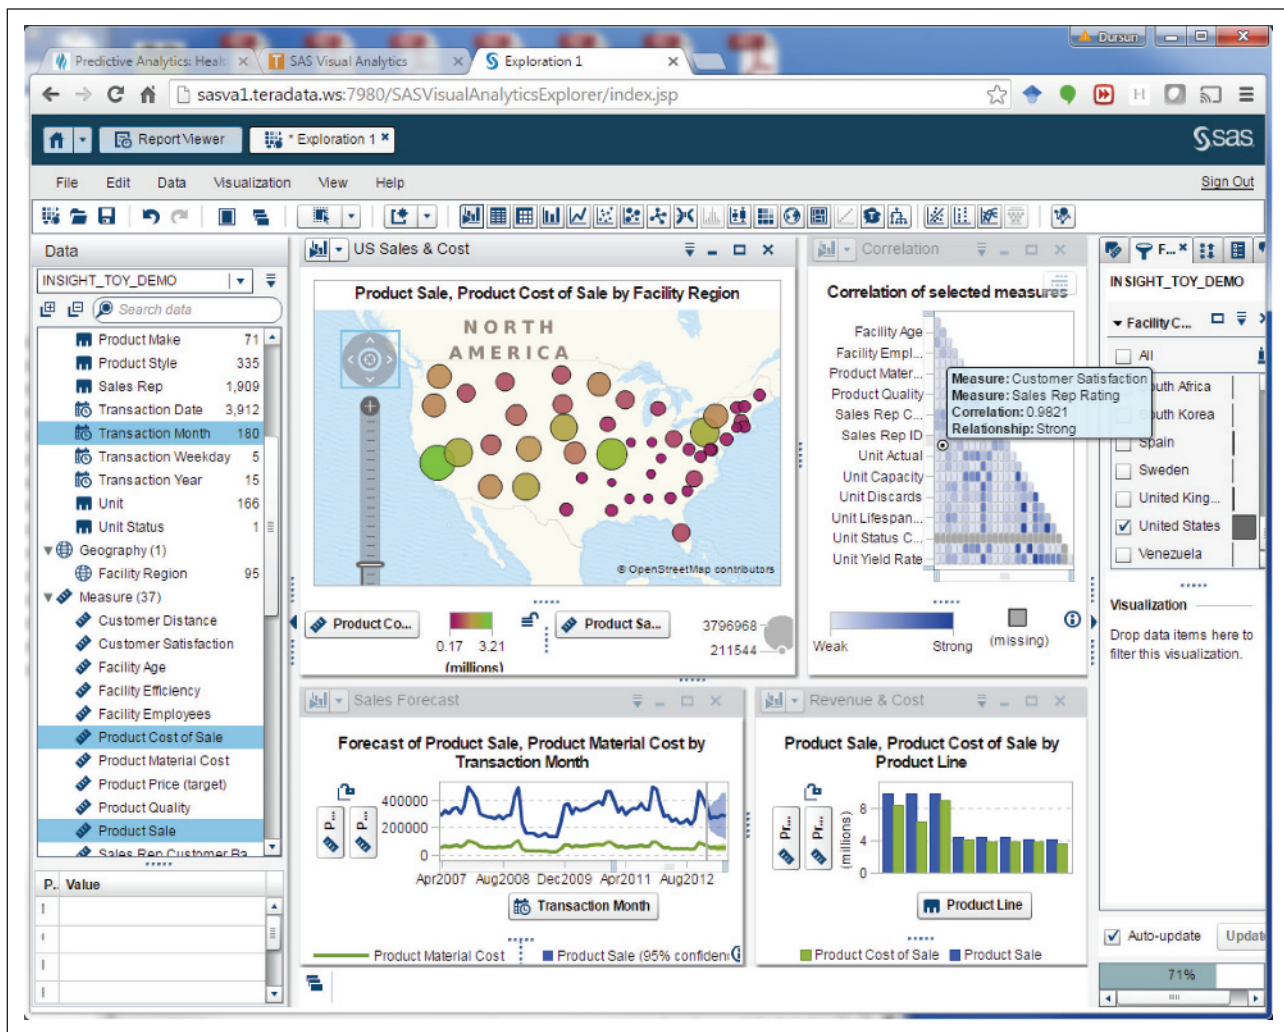 Dursun
Predictive Analytics: Healt
SAS Visual Analytics
Exploration 1
sasva1.teradata.ws:7980/SASVisualAnalyticsExplorer/index.jsp
Report Viewer
* Exploration 1
sas
File Edit Data Visualization View Help
Sign Out
Data
INSIGHT_TOY_DEMO
Search data
Product Make 71
Product Style 335
Sales Rep 1,909
Transaction Date 3,912
Transaction Month 180
Transaction Weekday 5
Transaction Year 15
Unit 166
Unit Status 1
Geography (1)
Facility Region 95
Measure (37)
Customer Distance
Customer Satisfaction
Facility Age
Facility Efficiency
Facility Employees
Product Cost of Sale
Product Material Cost
Product Price (target)
Product Quality
Product Sale
Sales Rep Customer Ba
P.. Value
US Sales & Cost
Product Sale, Product Cost of Sale by Facility Region
NORTH
AMERICA
© OpenStreetMap contributors
Product Co...
0.17 3.21
(millions)
Product Sa...
3796968
211544
Correlation
Correlation of selected measures
Facility Age
Facility Empl...
Product Mater...
Product Quality
Sales Rep C...
Sales Rep ID
Unit Actual
Unit Capacity
Unit Discards
Unit Lifespan...
Unit Status C...
Unit Yield Rate
Measure: Customer Satisfaction
Measure: Sales Rep Rating
Correlation: 0.9821
Relationship: Strong
Weak Strong (missing)
F...
INSIGHT_TOY_DEMO
Facility C...
All
South Africa
South Korea
Spain
Sweden
United King...
United States
Venezuela
Visualization
Drop data items here to
filter this visualization.
Auto-update Updat
71%
Sales Forecast
Forecast of Product Sale, Product Material Cost by
Transaction Month
P...
P...
400000
200000
0
Apr2007 Aug2008 Dec2009 Apr2011 Aug2012
Transaction Month
Product Material Cost Product Sale (95% confiden
Revenue & Cost
Product Sale, Product Cost of Sale by
Product Line
Pr...
Pr...
(millions)
8
4
0
Product Line
Product Cost of Sale Product Sale